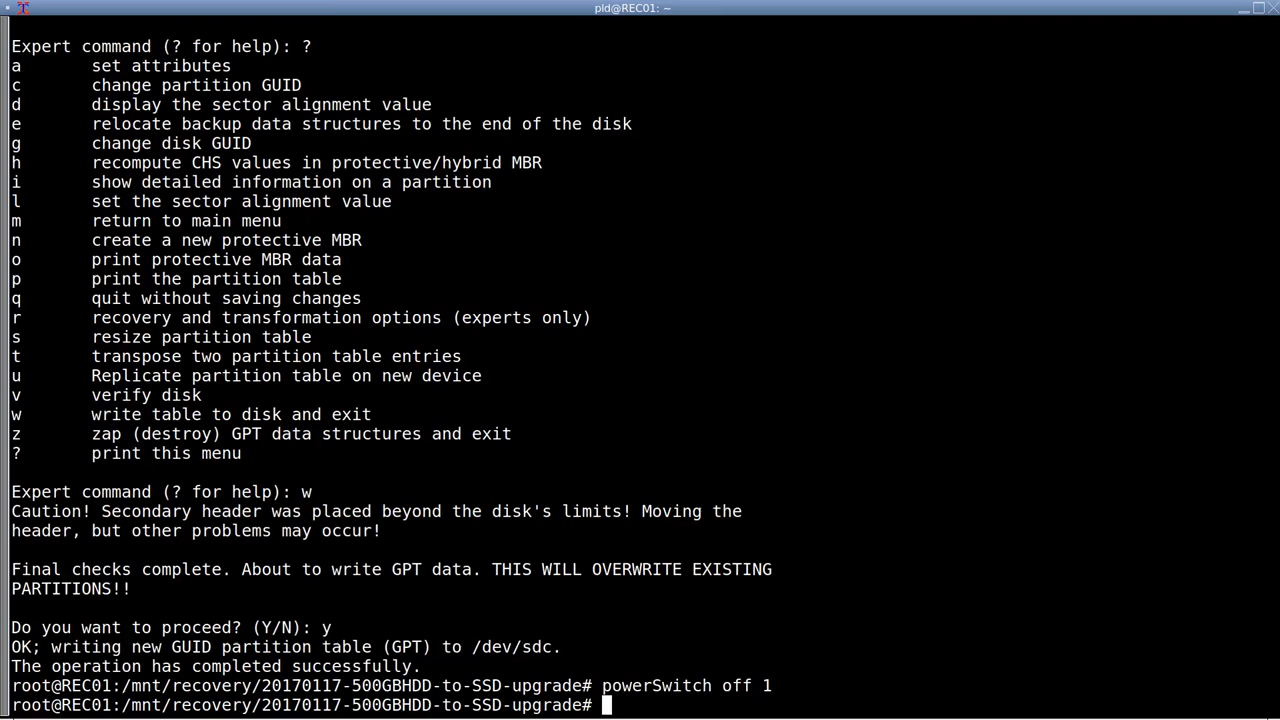 pld@REC01: ~
Expert command (? for help): ?
a       set attributes
c       change partition GUID
d       display the sector alignment value
e       relocate backup data structures to the end of the disk
g       change disk GUID
h       recompute CHS values in protective/hybrid MBR
i       show detailed information on a partition
l       set the sector alignment value
m       return to main menu
n       create a new protective MBR
o       print protective MBR data
p       print the partition table
q       quit without saving changes
r       recovery and transformation options (experts only)
s       resize partition table
t       transpose two partition table entries
u       Replicate partition table on new device
v       verify disk
w       write table to disk and exit
z       zap (destroy) GPT data structures and exit
?       print this menu
Expert command (? for help): w
Caution! Secondary header was placed beyond the disk's limits! Moving the
header, but other problems may occur!
Final checks complete. About to write GPT data. THIS WILL OVERWRITE EXISTING
PARTITIONS!!
Do you want to proceed? (Y/N): y
OK; writing new GUID partition table (GPT) to /dev/sdc.
The operation has completed successfully.
root@REC01:/mnt/recovery/20170117-500GBHDD-to-SSD-upgrade# powerSwitch off 1
root@REC01:/mnt/recovery/20170117-500GBHDD-to-SSD-upgrade#